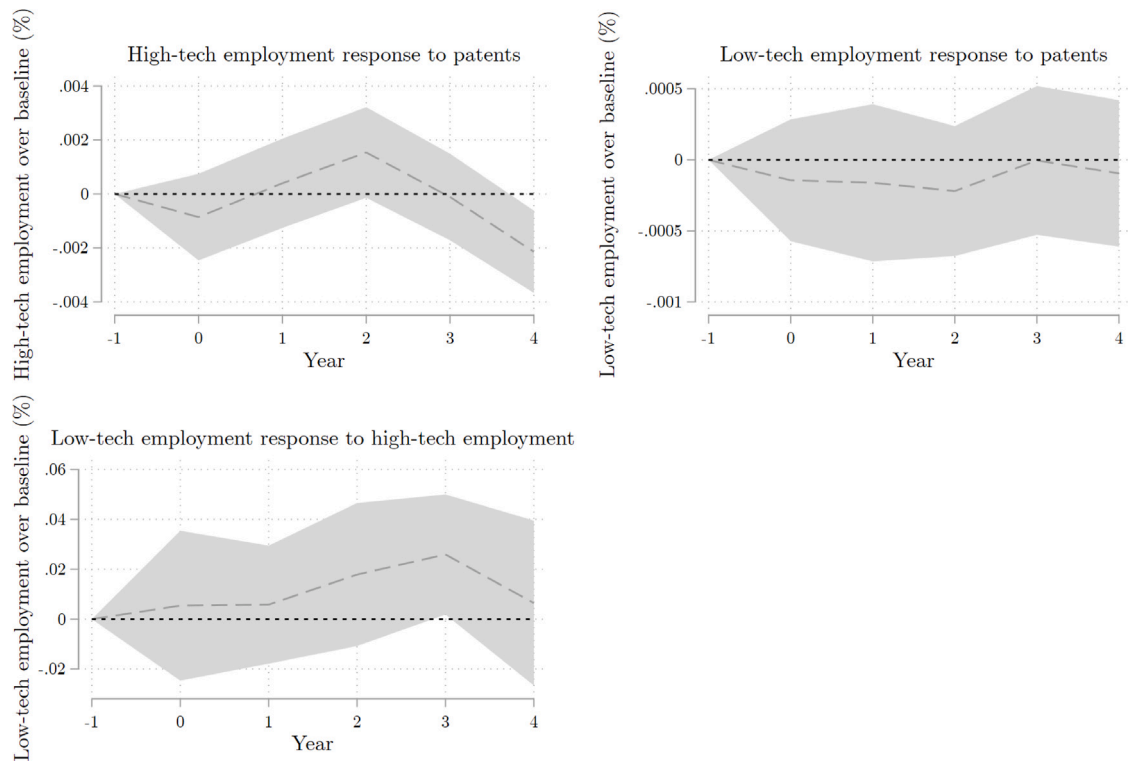 High-tech employment response to patents
High-tech employment over baseline (%)
.004
.002
0
-.002
-.004
-1 0 1 2 3 4
Year
Low-tech employment response to patents
Low-tech employment over baseline (%)
.0005
0
-.0005
-.001
-1 0 1 2 3 4
Year
Low-tech employment response to high-tech employment
Low-tech employment over baseline (%)
.06
.04
.02
0
-.02
-1 0 1 2 3 4
Year